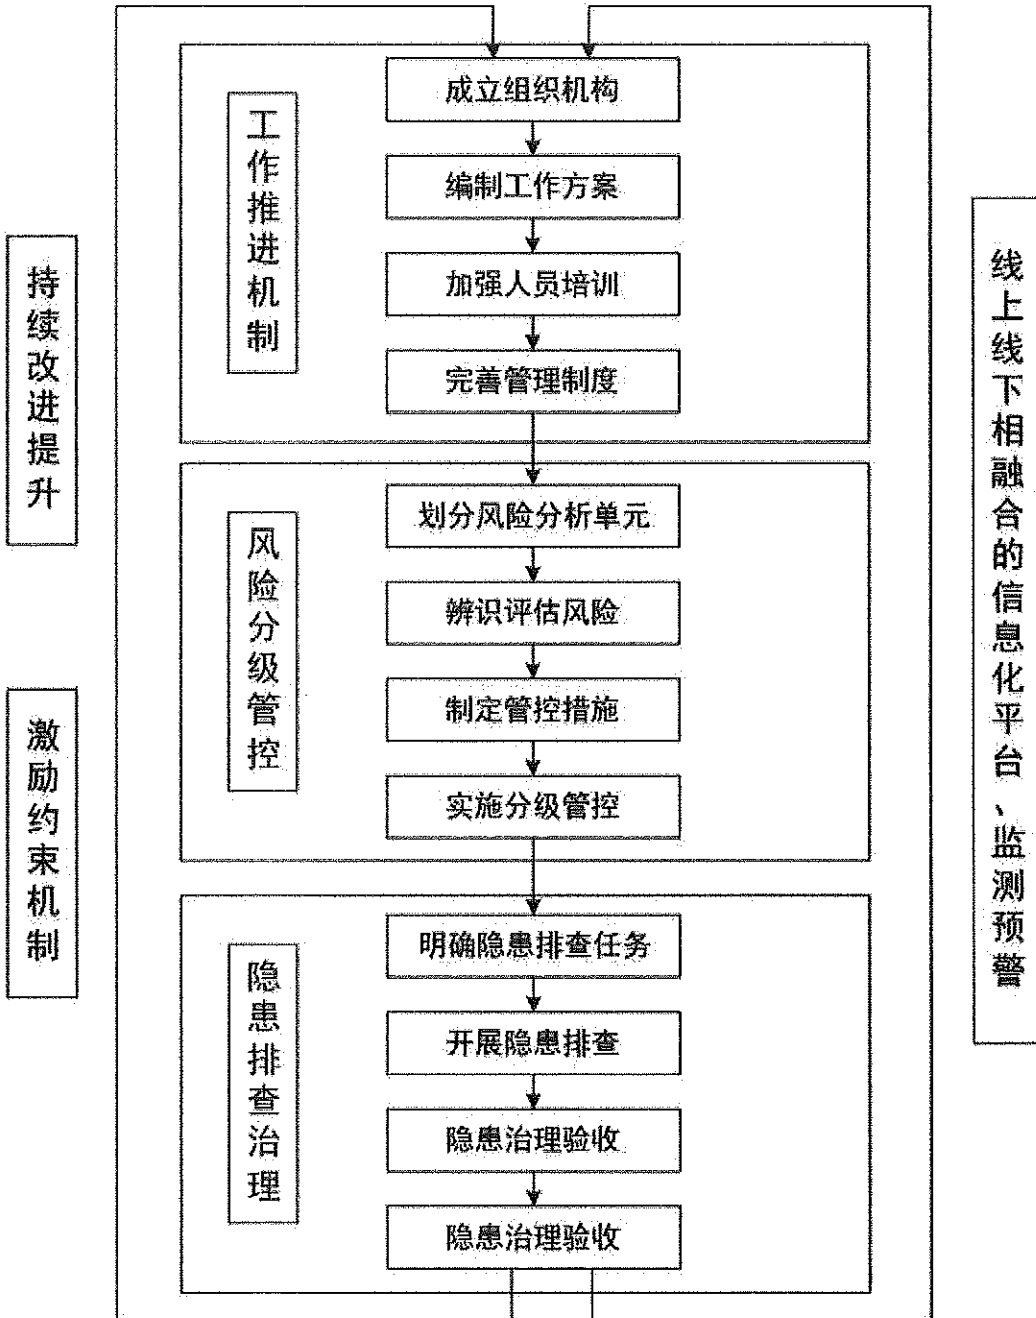 工作推进机制
成立组织机构
编制工作方案
加强人员培训
完善管理制度
持续改进提升
激励约束机制
风险分级管控
划分风险分析单元
辨识评估风险
制定管控措施
实施分级管控
隐患排查治理
明确隐患排查任务
开展隐患排查
隐患治理验收
隐患治理验收
线上线下相融合的信息化平台、监测预警